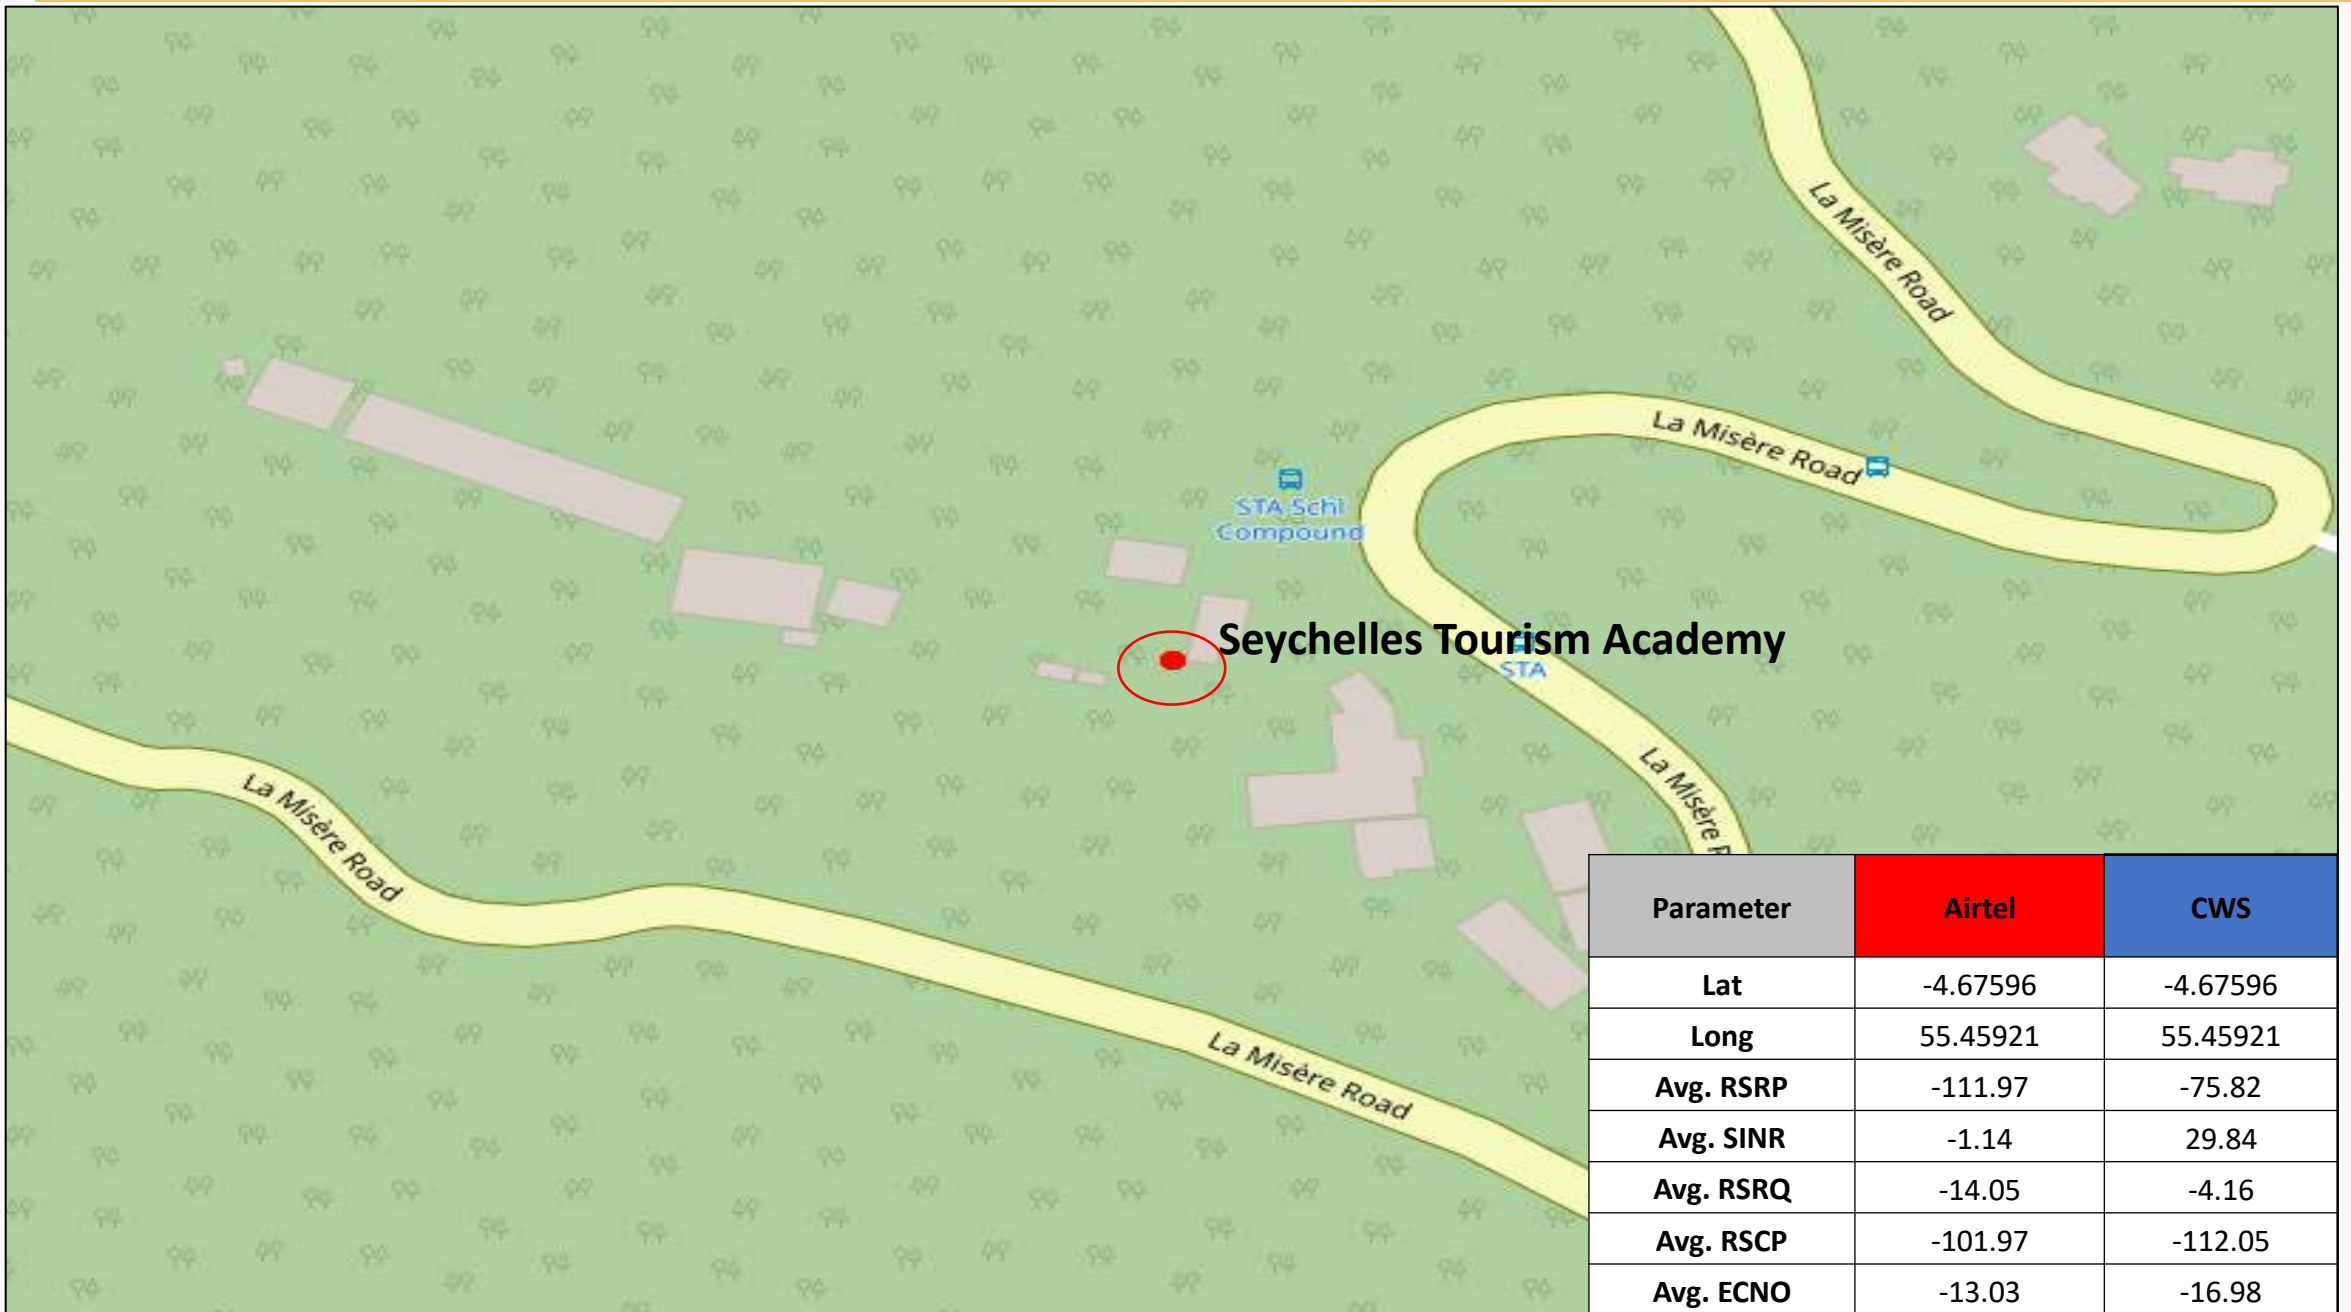 La Misère Road
La Misère Road
STA Schl
Compound
Seychelles Tourism Academy
STA
La Misère R
La Misère Road
La Misère Road
Parameter Airtel CWS
Lat -4.67596 -4.67596
Long 55.45921 55.45921
Avg. RSRP -111.97 -75.82
Avg. SINR -1.14 29.84
Avg. RSRQ -14.05 -4.16
Avg. RSCP -101.97 -112.05
Avg. ECNO -13.03 -16.98